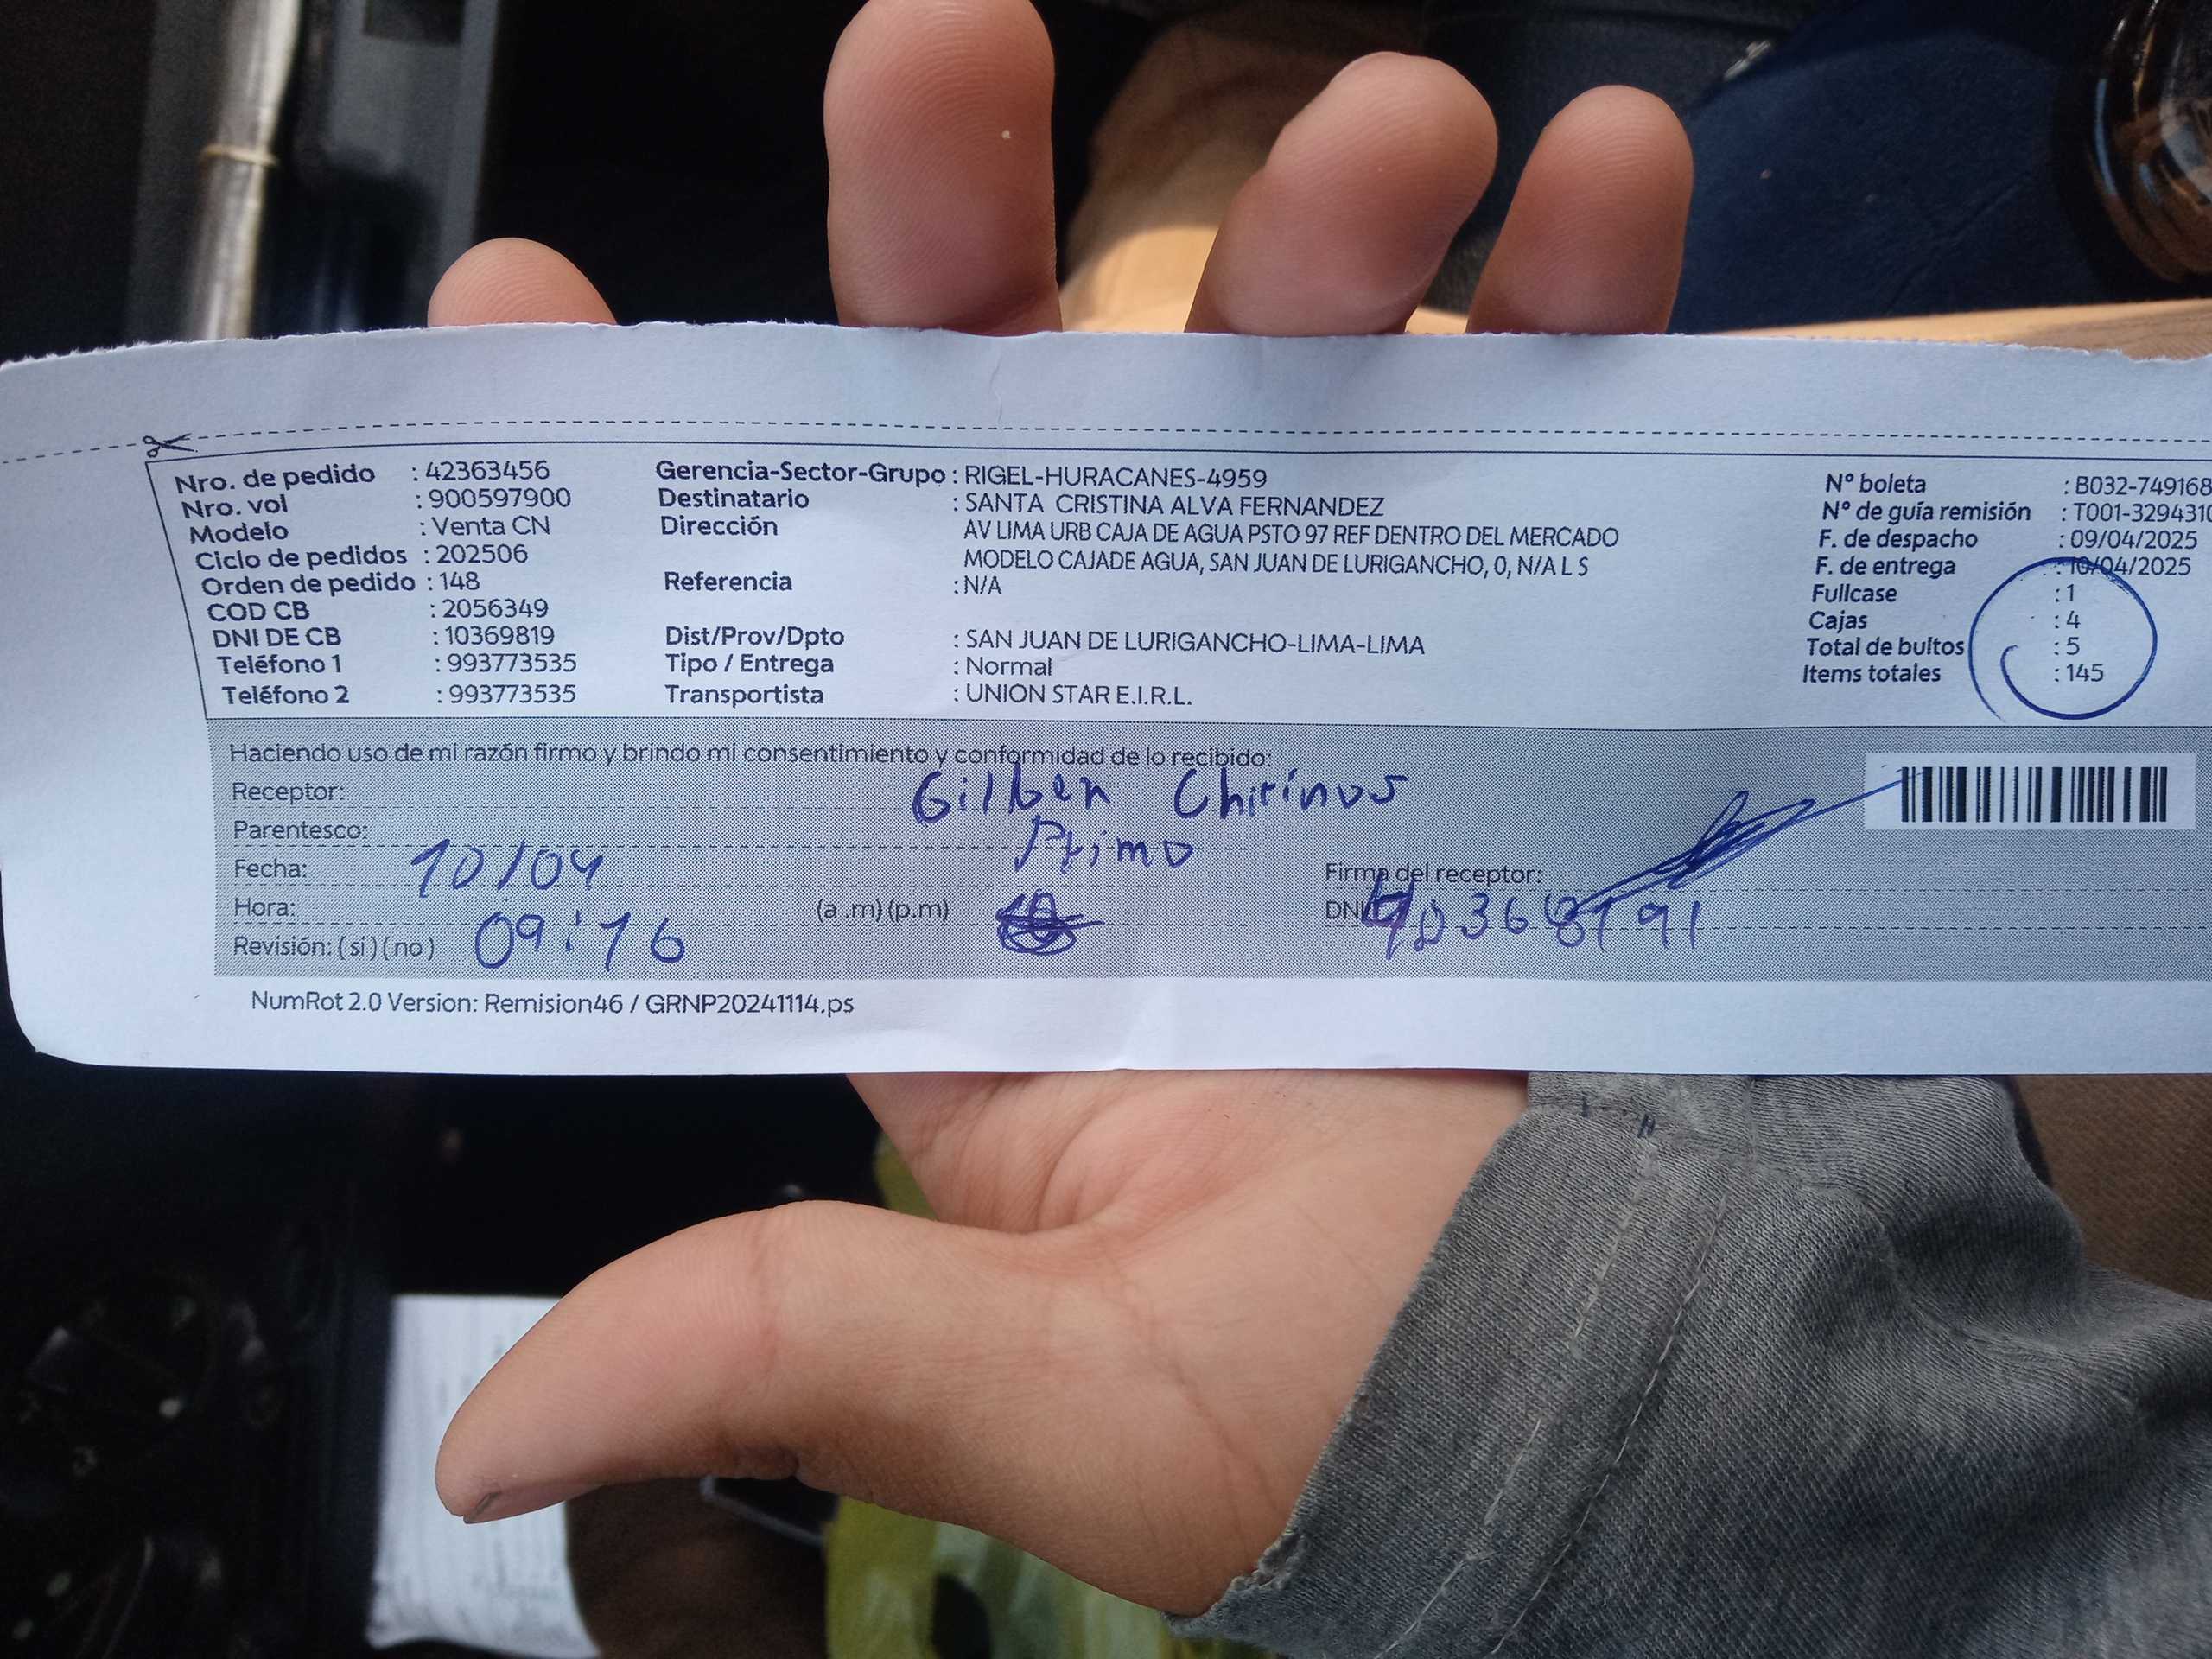 Nro. de pedido : 42363456
Nro. vol : 900597900
Modelo : Venta CN
Ciclo de pedidos : 202506
Orden de pedido : 148
COD CB : 2056349
DNI DE CB : 10369819
Teléfono 1 : 993773535
Teléfono 2 : 993773535
Gerencia-Sector-Grupo : RIGEL-HURACANES-4959
Destinatario : SANTA CRISTINA ALVA FERNANDEZ
Dirección AV LIMA URB CAJA DE AGUA PSTO 97 REF DENTRO DEL MERCADO
MODELO CAJADE AGUA, SAN JUAN DE LURIGANCHO, 0, N/A L S
Referencia : N/A
Dist/Prov/Dpto : SAN JUAN DE LURIGANCHO-LIMA-LIMA
Tipo / Entrega : Normal
Transportista : UNION STAR E.I.R.L.
N° boleta : B032-749168
N° de guía remisión : T001-3294310
F. de despacho : 09/04/2025
F. de entrega : 10/04/2025
Fullcase : 1
Cajas : 4
Total de bultos : 5
Items totales : 145
Haciendo uso de mi razón firmo y brindo mi consentimiento y conformidad de lo recibido:
Receptor: Gilben Chirinos
Parentesco: Primo
Fecha: 10/04
Firma del receptor:
Hora: (a .m) (p.m)
DNI
Revisión: (si) (no) 09:16
NumRot 2.0 Version: Remision46 / GRNP20241114.ps